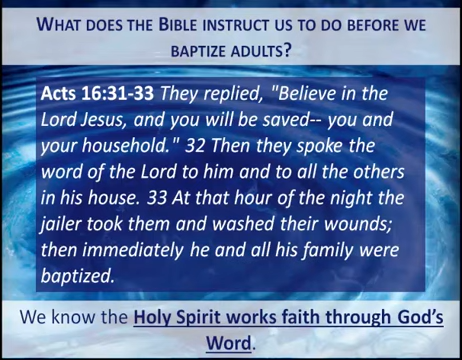 WHAT DOES THE BIBLE INSTRUCT US TO DO BEFORE WE
BAPTIZE ADULTS?
Acts 16:31-33 They replied, "Believe in the
Lord Jesus, and you will be saved-- you and
your household." 32 Then they spoke the
word of the Lord to him and to all the others
in his house. 33 At that hour of the night the
jailer took them and washed their wounds;
then immediately he and all his family were
baptized.
We know the Holy Spirit works faith through God's
Word.